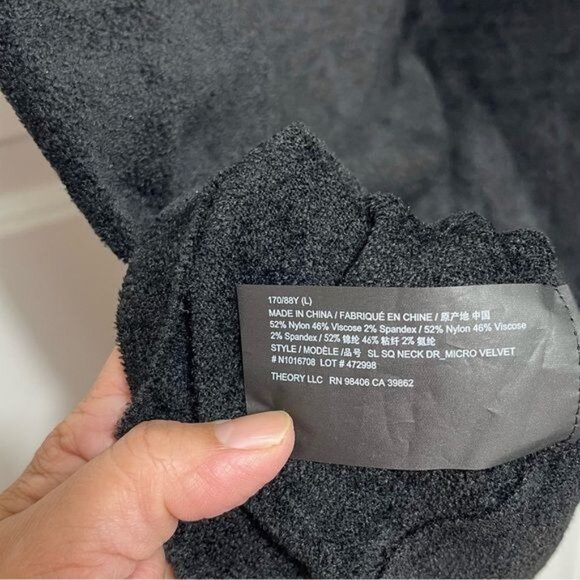 170/88Y (L)
MADE IN CHINA / FABRIQUÉ EN CHINE / 原产地 中国
52% Nylon 46% Viscose 2% Spandex / 52% Nylon 46% Viscose
2% Spandex / 52% 锦纶 46% 粘纤 2% 氨纶
STYLE / MODÈLE /品号 SL SQ NECK DR_MICRO VELVET
# N1016708 LOT # 472998
THEORY LLC RN 98406 CA 39862